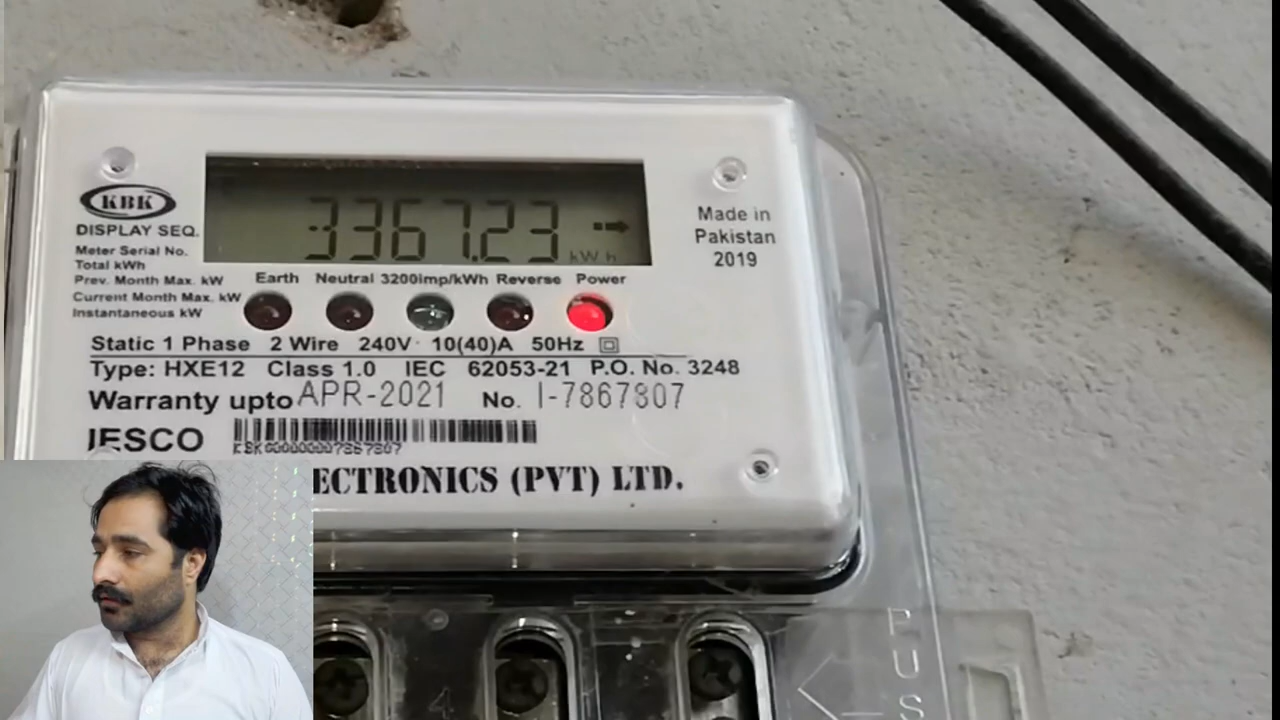 KBK
3367.23
kWh
DISPLAY SEQ.
Meter Serial No.
Total kWh
Prev. Month Max. kW
Current Month Max. kW
Instantaneous kW
Made in
Pakistan
2019
Earth Neutral 3200imp/kWh Reverse Power
Static 1 Phase 2 Wire 240V 10(40)A 50Hz
Type: HXE12 Class 1.0 IEC 62053-21 P.O. No. 3248
Warranty upto APR-2021 No. I-7867807
IESCO
ECTRONICS (PVT) LTD.
4
PUS